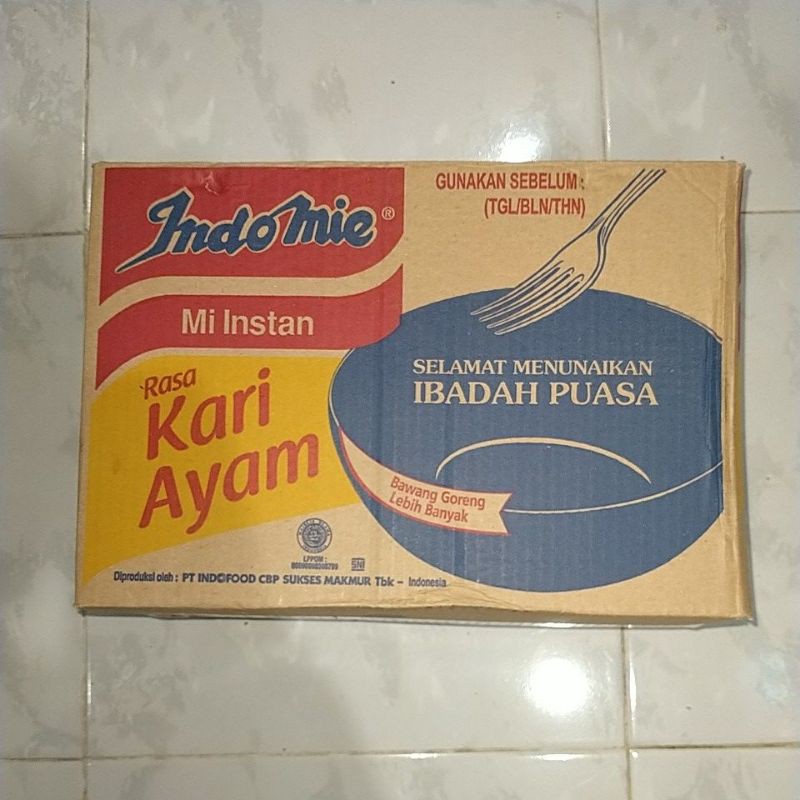 Indomie®
Mi Instan
Rasa
Kari
Ayam
GUNAKAN SEBELUM :
(TGL/BLN/THN)
SELAMAT MENUNAIKAN
IBADAH PUASA
Bawang Goreng
Lebih Banyak
LPPOM :
SNI
Diproduksi oleh : PT INDOFOOD CBP SUKSES MAKMUR Tbk – Indonesia